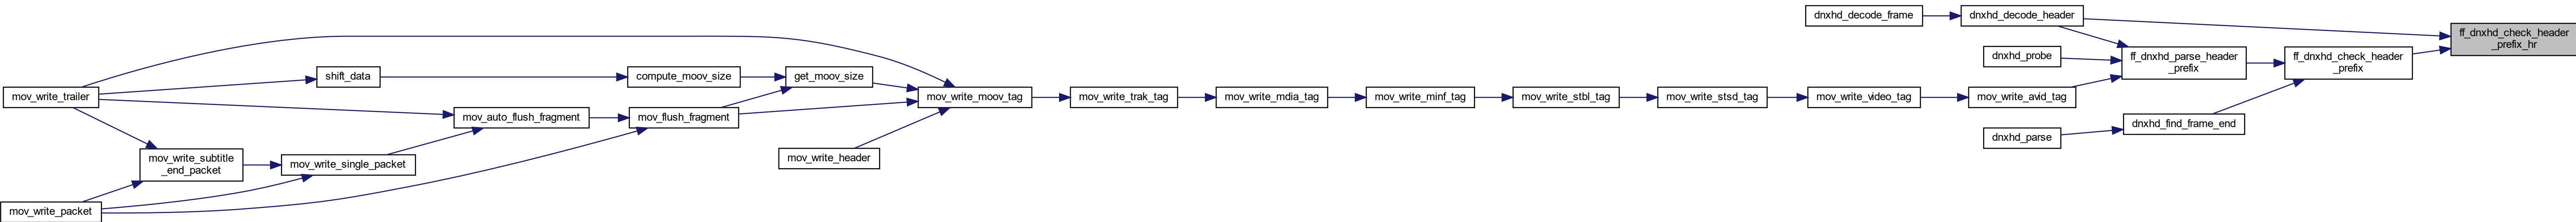 mov_write_trailer
mov_write_packet
mov_write_subtitle
_end_packet
shift_data
mov_write_single_packet
mov_auto_flush_fragment
compute_moov_size
mov_flush_fragment
get_moov_size
mov_write_header
mov_write_moov_tag
mov_write_trak_tag
mov_write_mdia_tag
mov_write_minf_tag
mov_write_stbl_tag
mov_write_stsd_tag
mov_write_video_tag
dnxhd_decode_frame
dnxhd_decode_header
dnxhd_probe
mov_write_avid_tag
dnxhd_parse
ff_dnxhd_parse_header
_prefix
dnxhd_find_frame_end
ff_dnxhd_check_header
_prefix
ff_dnxhd_check_header
_prefix_hr